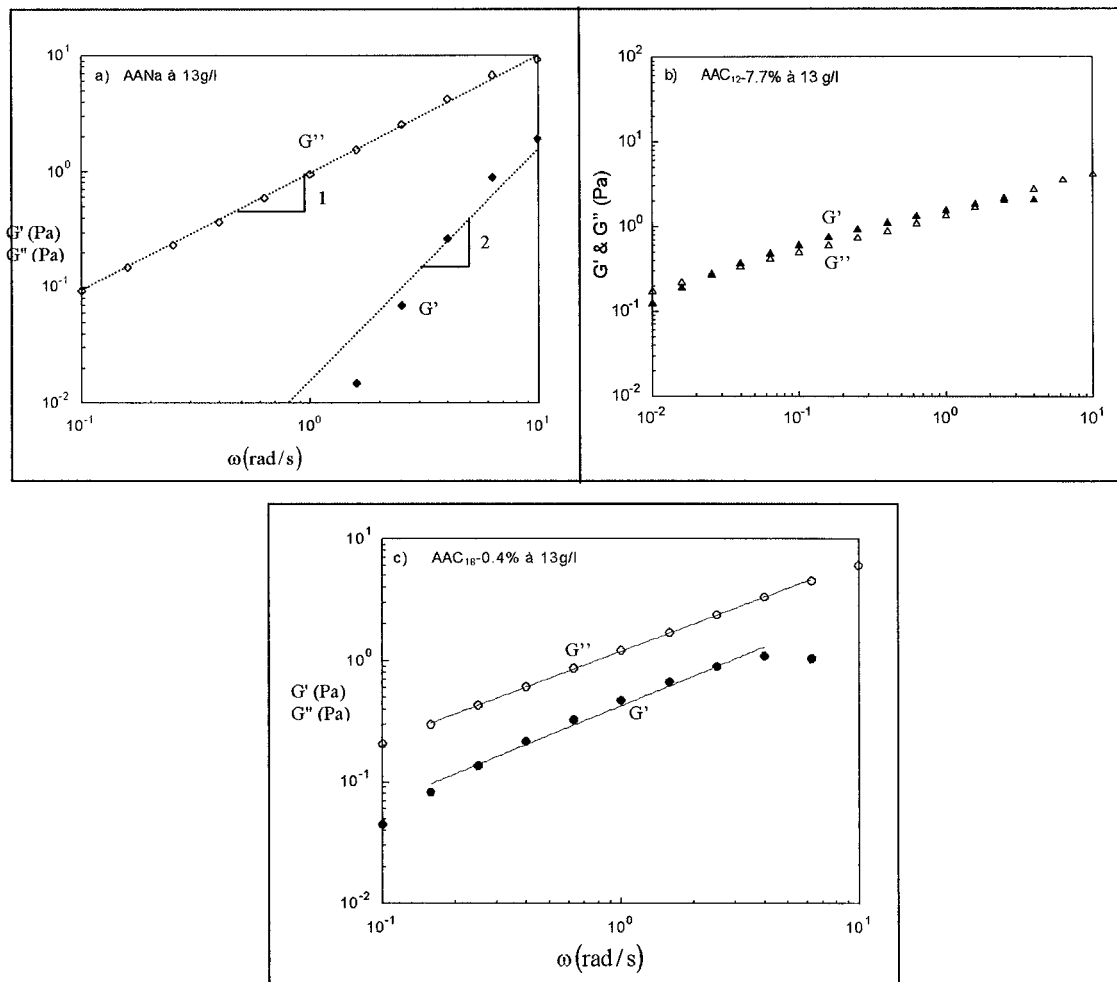 a) AANa à 13g/l
10¹
10⁰
10⁻¹
10⁻²
G' (Pa)
G'' (Pa)
G''
1
2
G'
10⁻¹
10⁰
10¹
ω(rad/s)
b) AAC₁₂-7.7% à 13 g/l
10²
10¹
10⁰
10⁻¹
10⁻²
G' & G'' (Pa)
G'
G''
10⁻²
10⁻¹
10⁰
10¹
c) AAC₁₈-0.4% à 13g/l
10¹
10⁰
10⁻¹
10⁻²
G' (Pa)
G'' (Pa)
G''
G'
10⁻¹
10⁰
10¹
ω(rad/s)